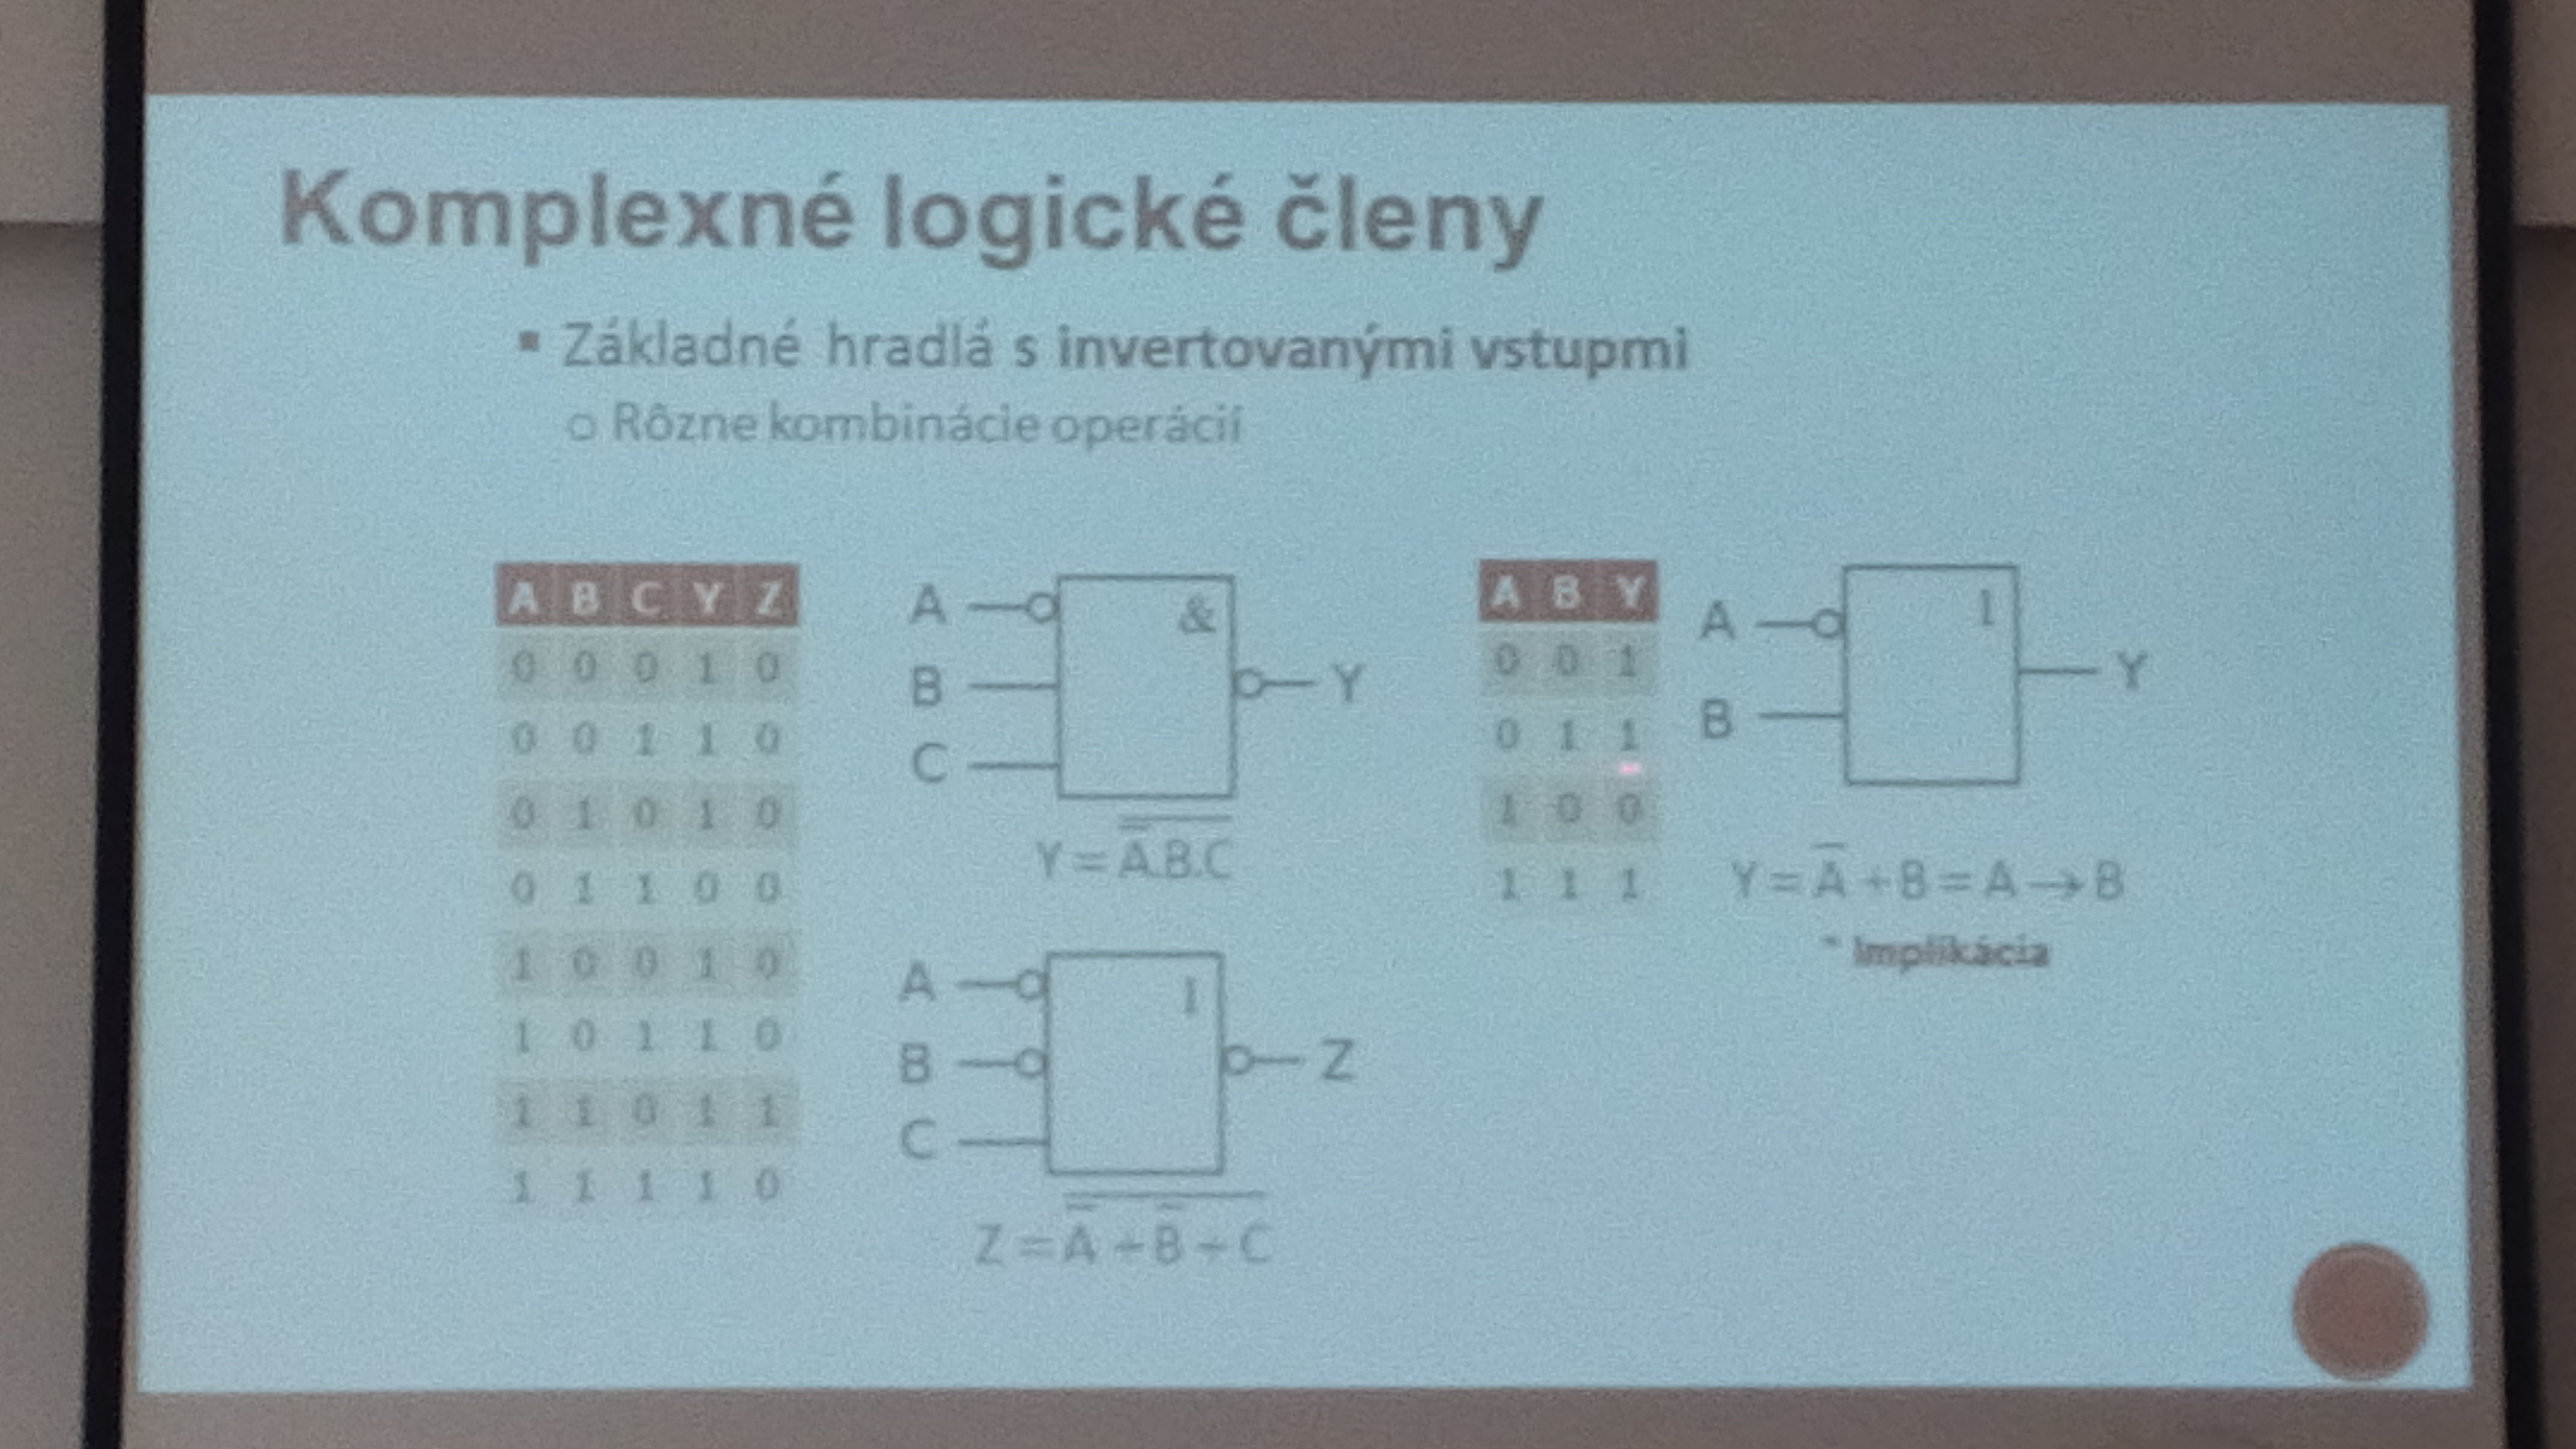 Komplexné logické členy
▪ Základné hradlá s invertovanými vstupmi
o Rôzne kombinácie operácií
A B C Y Z
0 0 0 1 0
0 0 1 1 0
0 1 0 1 0
0 1 1 0 0
1 0 0 1 0
1 0 1 1 0
1 1 0 1 1
1 1 1 1 0
A
B
C
&
Y
Y = \overline{\overline{A}.B.C}
A
B
C
1
Z
Z = \overline{\overline{A} + \overline{B} + C}
A B Y
0 0 1
0 1 1
1 0 0
1 1 1
A
B
1
Y
Y = \overline{A} + B = A → B
Implikácia